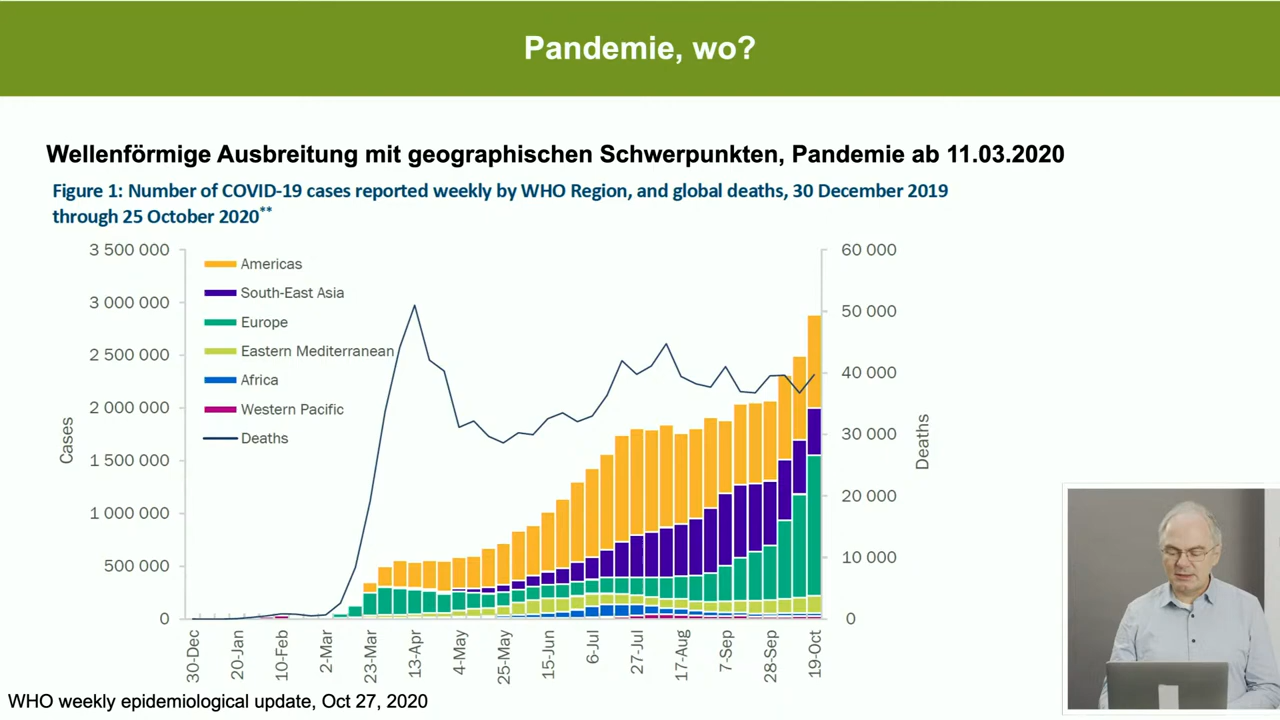 Pandemie, wo?
Wellenförmige Ausbreitung mit geographischen Schwerpunkten, Pandemie ab 11.03.2020
Figure 1: Number of COVID-19 cases reported weekly by WHO Region, and global deaths, 30 December 2019
through 25 October 2020**
3 500 000
3 000 000
2 500 000
2 000 000
1 500 000
1 000 000
500 000
0
Cases
Americas
South-East Asia
Europe
Eastern Mediterranean
Africa
Western Pacific
Deaths
60 000
50 000
40 000
30 000
20 000
10 000
0
Deaths
30-Dec
20-Jan
10-Feb
2-Mar
23-Mar
13-Apr
4-May
25-May
15-Jun
6-Jul
27-Jul
17-Aug
7-Sep
28-Sep
19-Oct
WHO weekly epidemiological update, Oct 27, 2020